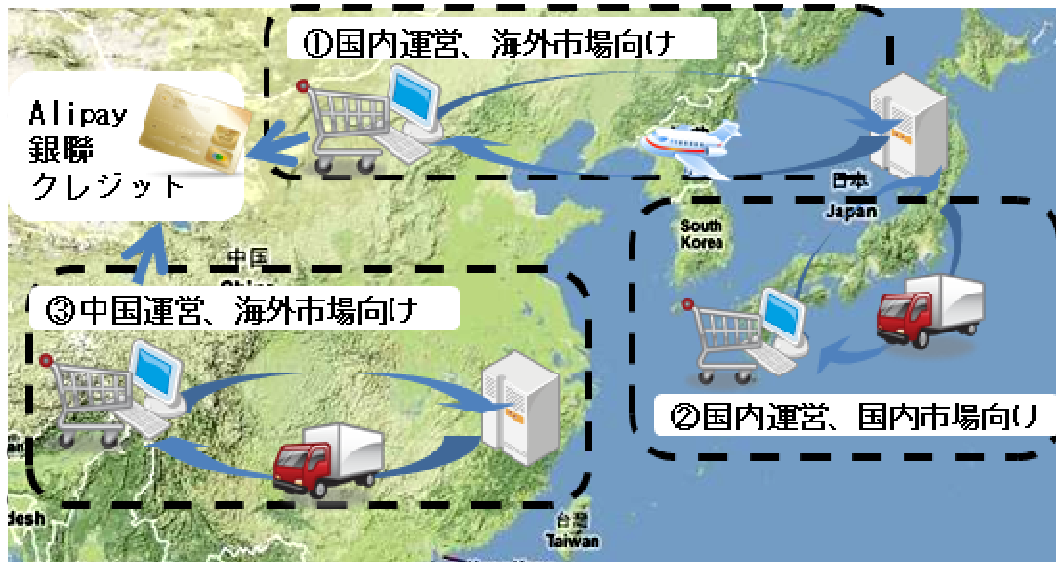 ①国内運営、海外市場向け
Alipay
銀聯
クレジット
日本
Japan
South
Korea
中国
③中国運営、海外市場向け
②国内運営、国内市場向け
台灣
Taiwan
desh